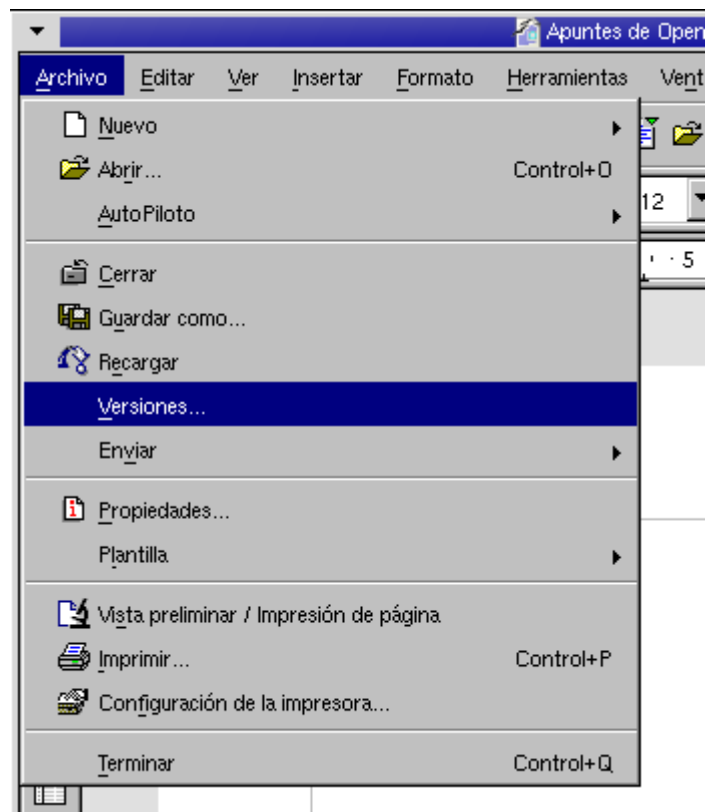 Apuntes de Open
Archivo Editar Ver Insertar Formato Herramientas Vent
Nuevo
Abrir... Control+O
12
AutoPiloto
5
Cerrar
Guardar como...
Recargar
Versiones...
Enviar
Propiedades...
Plantilla
Vista preliminar / Impresión de página
Imprimir... Control+P
Configuración de la impresora...
Terminar Control+Q